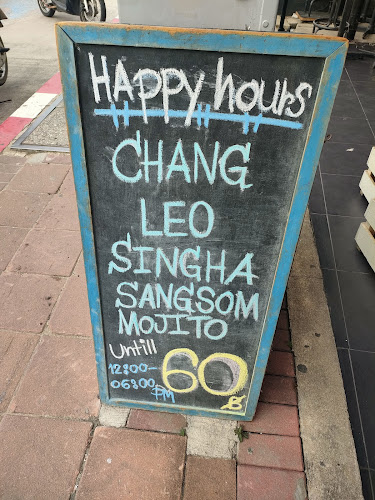 HAppy hours
CHANG
LEO
SINGHA
SANGSOM
MOJITO
Untill
12:00-
06:00 PM
60 ฿